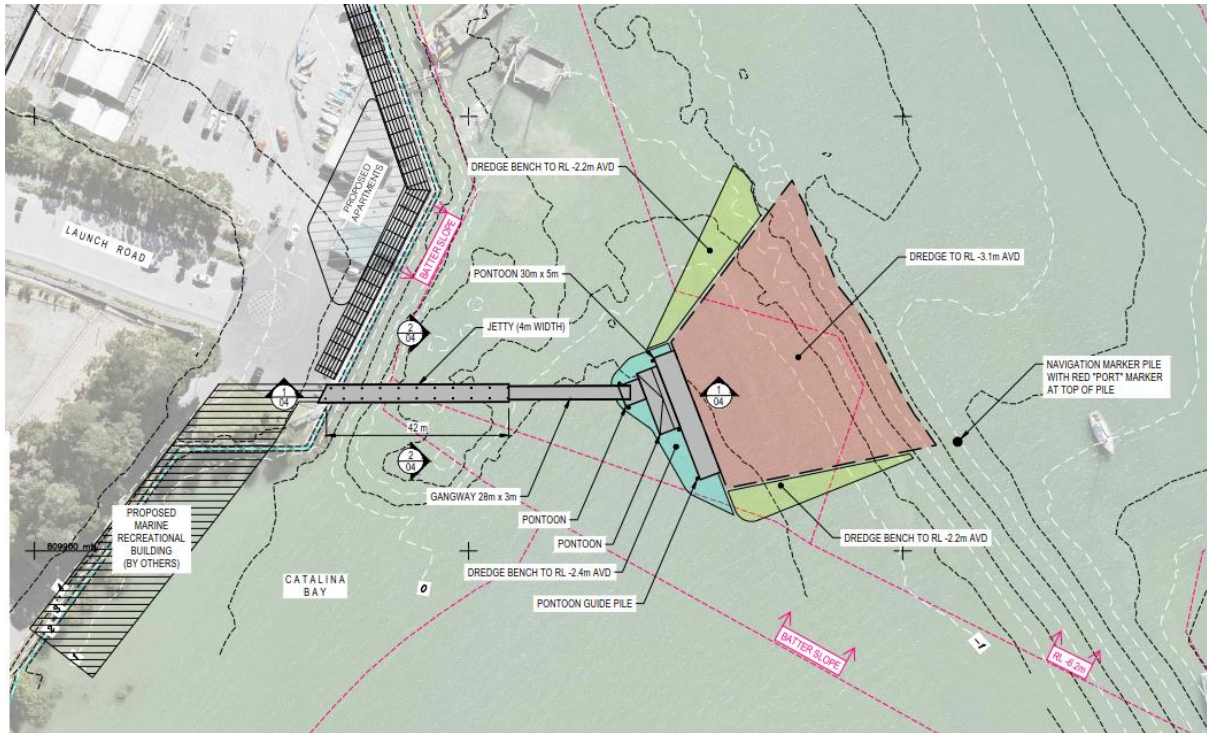 DREDGE BENCH TO RL -2.2m AVD
PROPOSED
APARTMENTS
LAUNCH ROAD
BATTER SLOPE
PONTOON 30m x 5m
DREDGE TO RL -3.1m AVD
2
04
JETTY (4m WIDTH)
1
04
1
04
NAVIGATION MARKER PILE
WITH RED "PORT" MARKER
AT TOP OF PILE
42 m
2
04
GANGWAY 28m x 3m
PROPOSED
MARINE
RECREATIONAL
BUILDING
(BY OTHERS)
PONTOON
PONTOON
DREDGE BENCH TO RL -2.2m AVD
DREDGE BENCH TO RL -2.4m AVD
CATALINA
BAY
0
PONTOON GUIDE PILE
BATTER SLOPE
-1
RL -6.2m